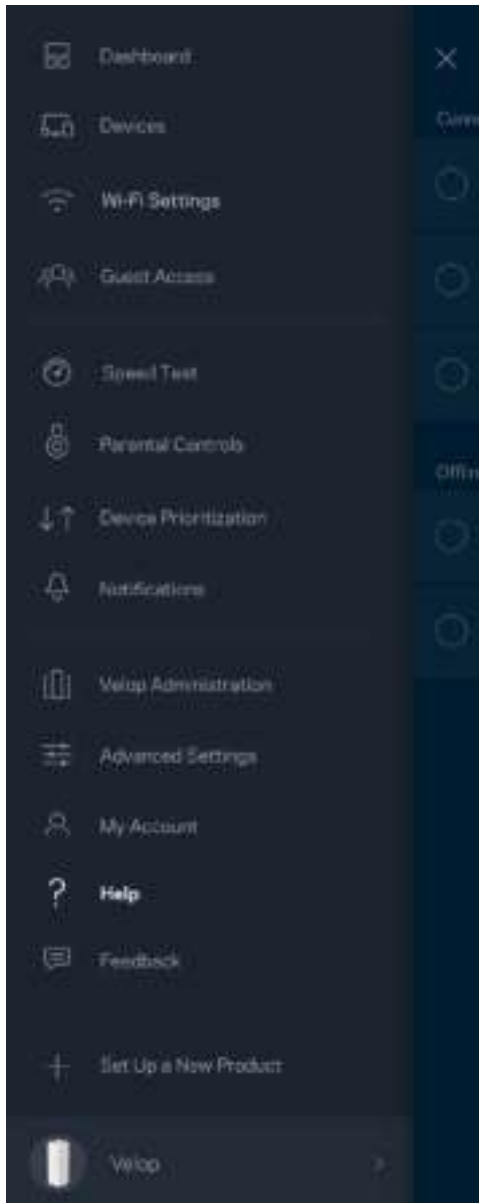 Dashboard
Devices
Wi-Fi Settings
Guest Access
Speed Test
Parental Controls
Device Prioritization
Notifications
Velop Administration
Advanced Settings
My Account
? Help
Feedback
Set Up a New Product
Velop